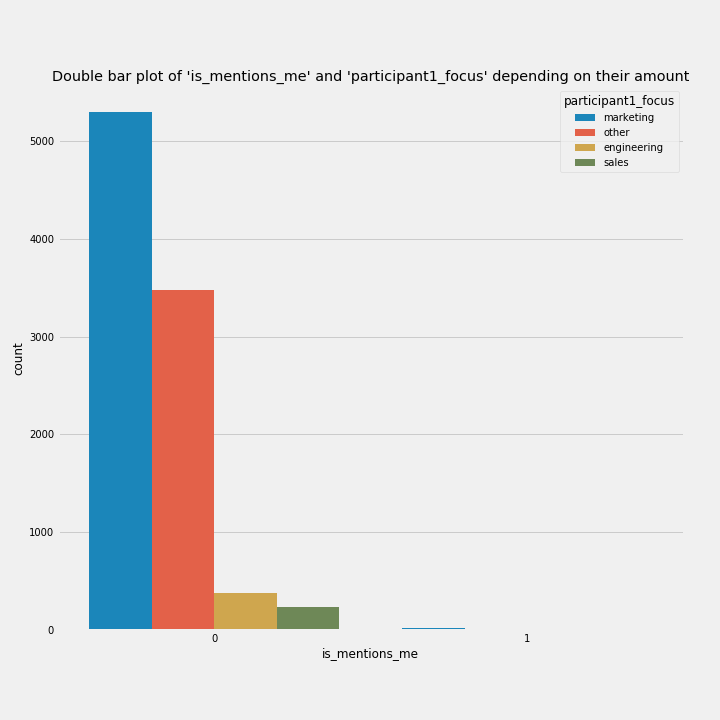 Double bar plot of 'is_mentions_me' and 'participant1_focus' depending on their amount
participant1_focus
marketing
other
engineering
sales
5000
4000
3000
2000
1000
0
count
0
1
is_mentions_me